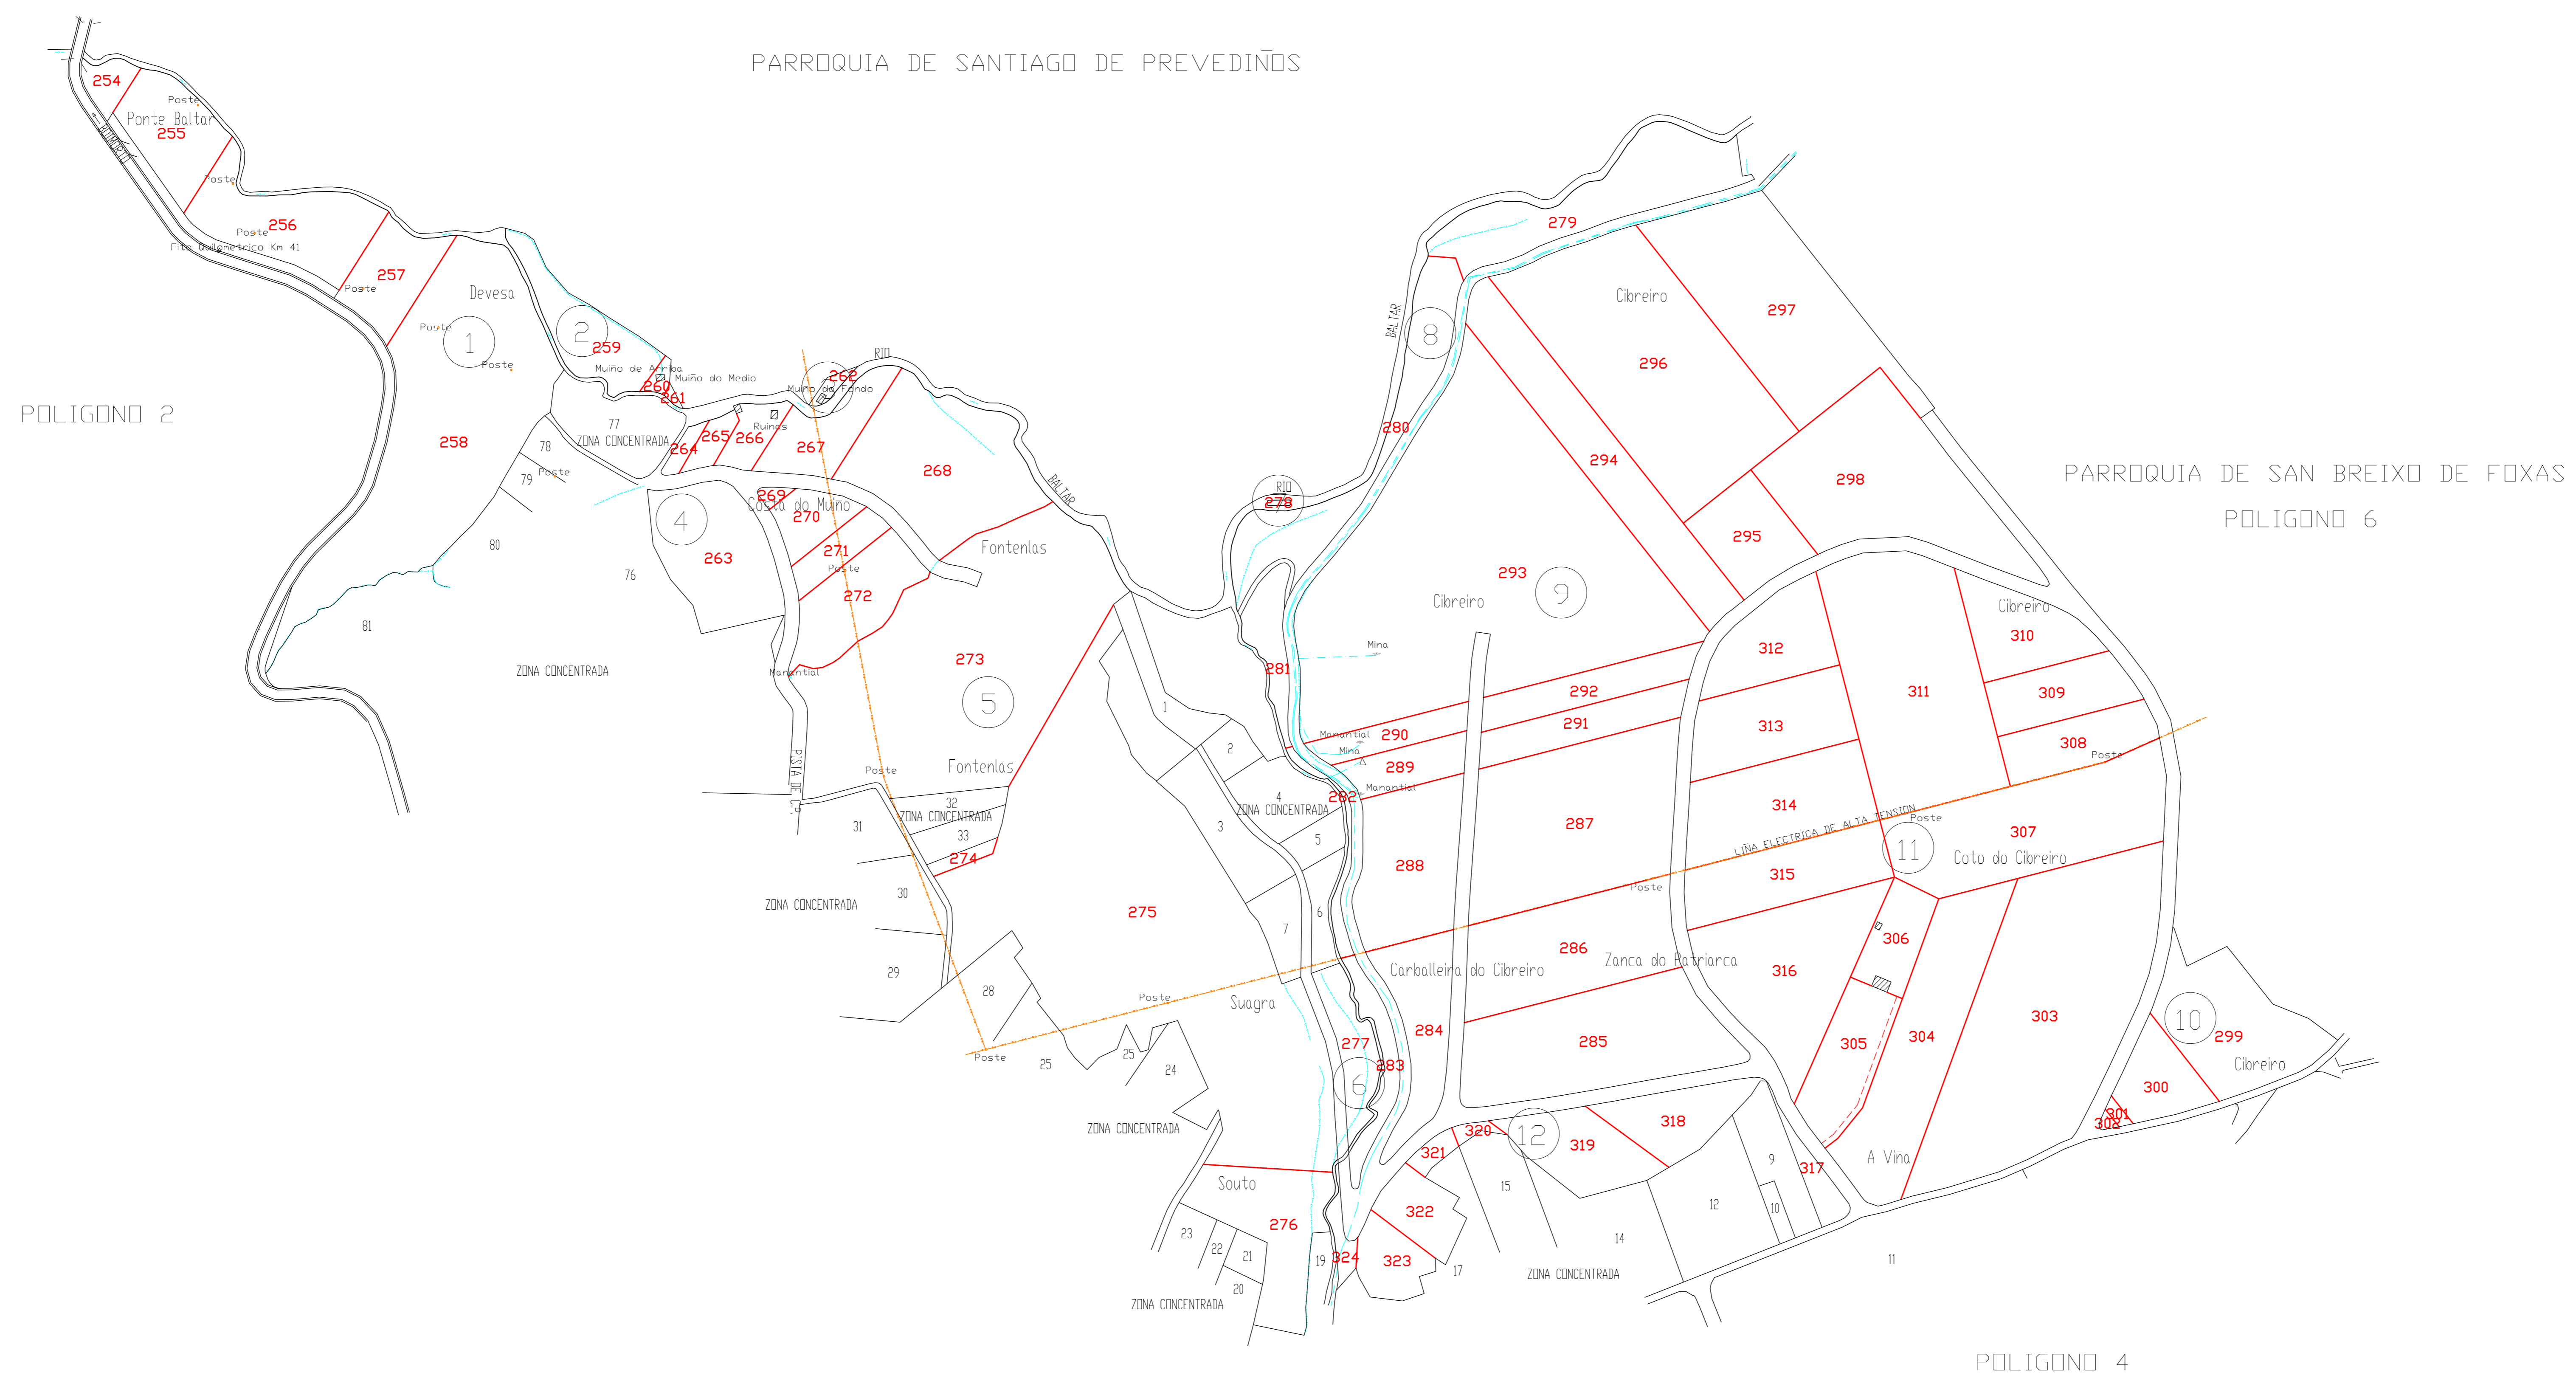 PARROQUIA DE SANTIAGO DE PREVEDIÑOS
254
Poste
Ponte Baltar
255
BOIMORTO
Poste
256
Poste
Fito Quilometrico Km 41
257
Poste
Devesa
Poste
1
Poste
258
POLIGONO 2
2
259
Muiño de Arriba
Muiño do Medio
260
261
RIO
262
Muiño do Fondo
77
ZONA CONCENTRADA
78
79
Poste
80
81
76
ZONA CONCENTRADA
264
265
266
Ruinas
267
268
BALTAR
269
Costa do Muiño
270
4
263
271
Poste
272
Fontenlas
273
Manantial
5
PISTA DE C.P.
Fontenlas
Poste
32
ZONA CONCENTRADA
33
274
31
30
ZONA CONCENTRADA
29
28
275
Poste
Poste
Suagra
25
25
24
ZONA CONCENTRADA
Souto
276
23
22
21
20
ZONA CONCENTRADA
19
1
2
3
4
ZONA CONCENTRADA
5
6
7
277
6
283
RIO
278
BALTAR
8
279
280
281
282
Mina
Manantial
Mina
Manantial
Cibreiro
297
296
294
298
295
293
Cibreiro
9
292
290
291
289
287
288
286
Poste
Carballeira do Cibreiro
Zanca do Patriarca
284
285
PARROQUIA DE SAN BREIXO DE FOXAS
POLIGONO 6
Cibreiro
310
312
311
309
313
308
Poste
314
LIÑA ELECTRICA DE ALTA TENSION
Poste
307
11
Coto do Cibreiro
315
306
316
303
304
305
10
299
Cibreiro
300
301
302
A Viña
317
318
319
12
320
321
322
323
324
9
10
12
15
14
17
11
ZONA CONCENTRADA
POLIGONO 4